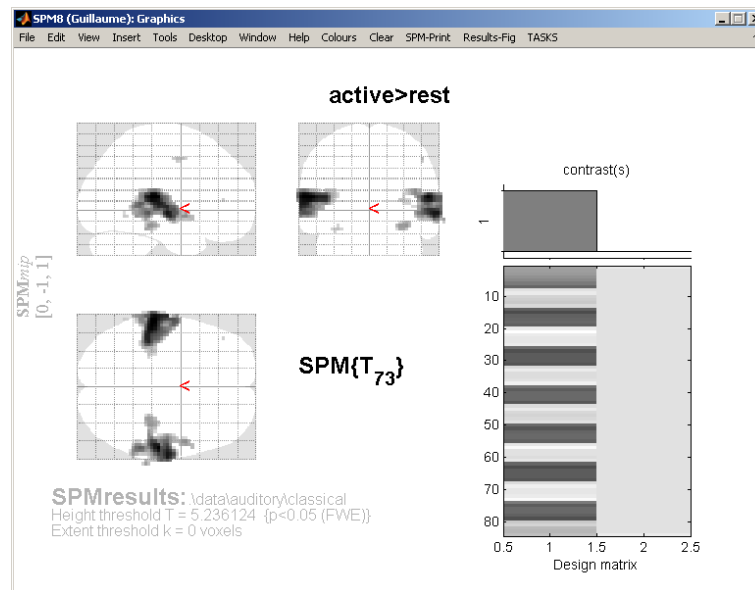 SPM8 (Guillaume): Graphics
File Edit View Insert Tools Desktop Window Help Colours Clear SPM-Print Results-Fig TASKS
active>rest
<
<
<
SPMmip
[0, -1, 1]
SPM{T73}
SPMresults: .\data\auditory\classical
Height threshold T = 5.236124 {p<0.05 (FWE)}
Extent threshold k = 0 voxels
contrast(s)
1
10
20
30
40
50
60
70
80
0.5 1 1.5 2 2.5
Design matrix